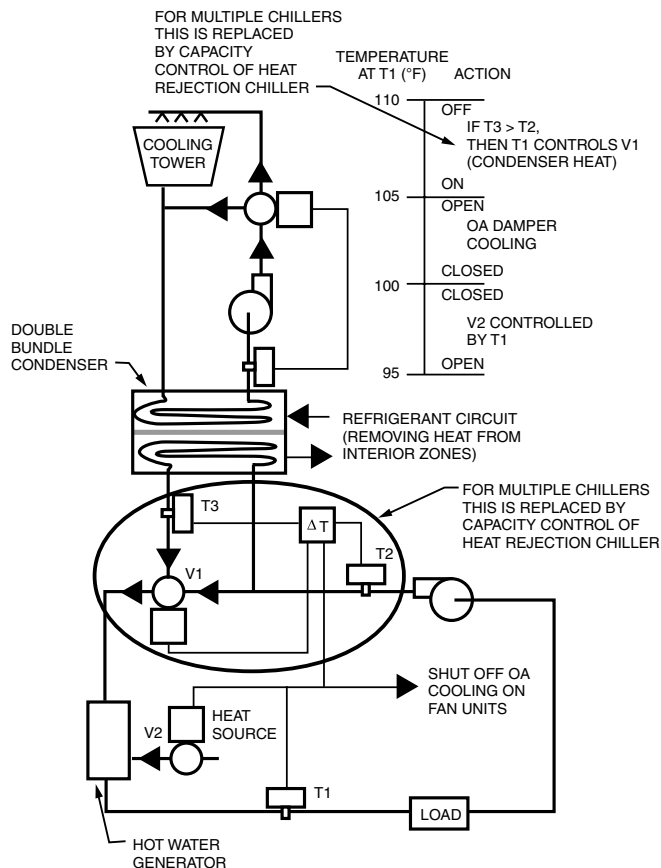 FOR MULTIPLE CHILLERS
THIS IS REPLACED
BY CAPACITY
CONTROL OF HEAT
REJECTION CHILLER
TEMPERATURE
AT T1 (°F)
ACTION
110
OFF
IF T3 > T2,
THEN T1 CONTROLS V1
(CONDENSER HEAT)
ON
105
OPEN
OA DAMPER
COOLING
CLOSED
100
CLOSED
V2 CONTROLLED
BY T1
OPEN
95
COOLING
TOWER
DOUBLE
BUNDLE
CONDENSER
REFRIGERANT CIRCUIT
(REMOVING HEAT FROM
INTERIOR ZONES)
FOR MULTIPLE CHILLERS
THIS IS REPLACED BY
CAPACITY CONTROL OF
HEAT REJECTION CHILLER
T3
Δ T
T2
V1
SHUT OFF OA
COOLING ON
FAN UNITS
HEAT
SOURCE
V2
T1
LOAD
HOT WATER
GENERATOR